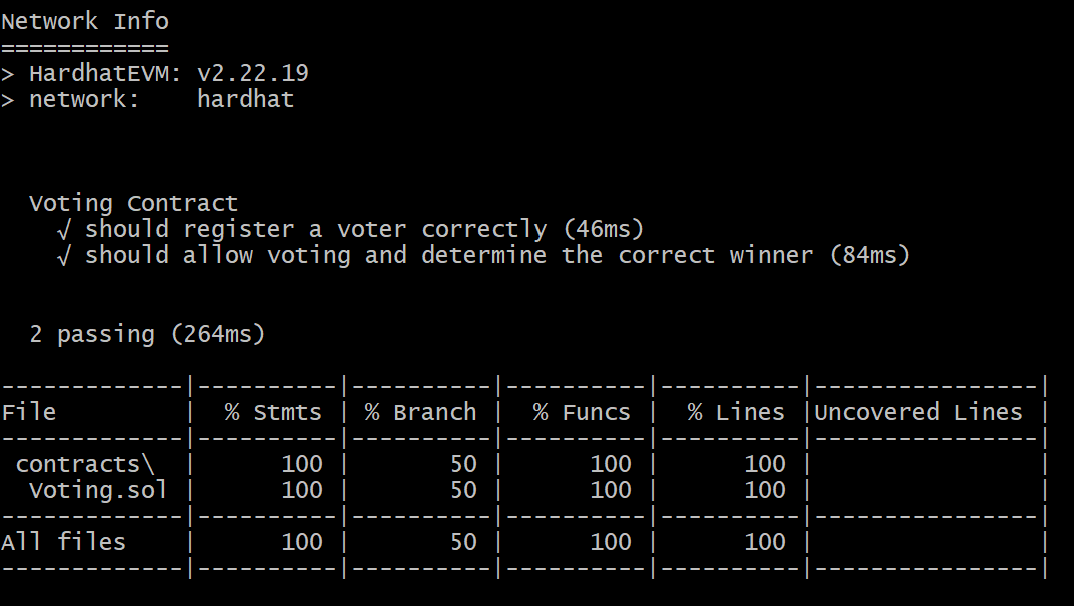 Network Info
============
> HardhatEVM: v2.22.19
> network:    hardhat
  Voting Contract
    √ should register a voter correctly (46ms)
    √ should allow voting and determine the correct winner (84ms)
  2 passing (264ms)
-------------|----------|----------|----------|----------|----------------|
File         |  % Stmts | % Branch |  % Funcs |  % Lines |Uncovered Lines |
-------------|----------|----------|----------|----------|----------------|
 contracts\  |      100 |       50 |      100 |      100 |                |
  Voting.sol |      100 |       50 |      100 |      100 |                |
-------------|----------|----------|----------|----------|----------------|
All files    |      100 |       50 |      100 |      100 |                |
-------------|----------|----------|----------|----------|----------------|